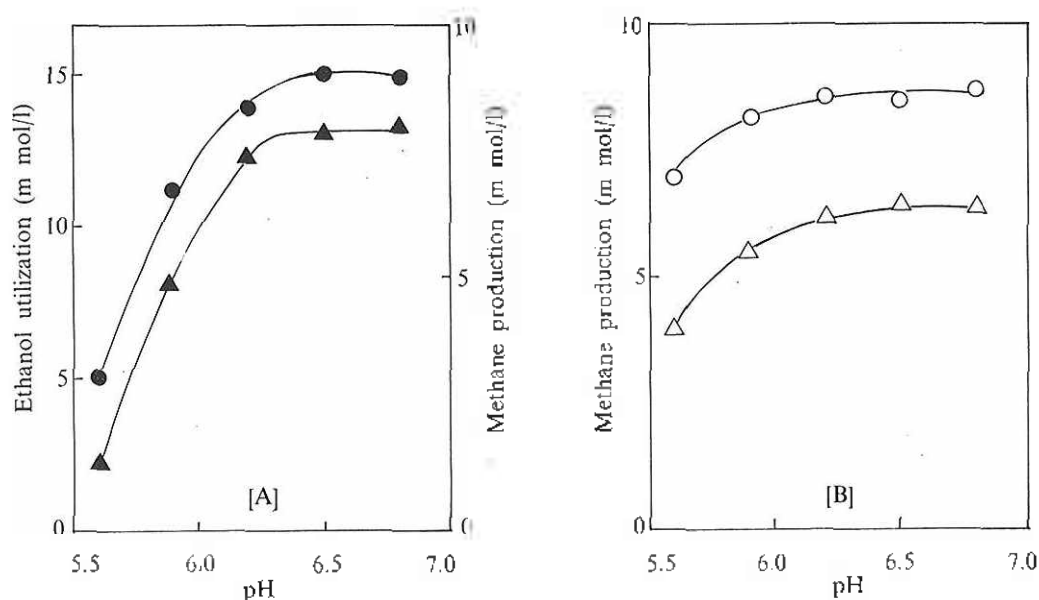 Ethanol utilization (m mol/l)
15
10
5
0
5.5
6.0
6.5
7.0
pH
[A]
10
5
0
Methane production (m mol/l)
Methane production (m mol/l)
10
5
0
5.5
6.0
6.5
7.0
pH
[B]